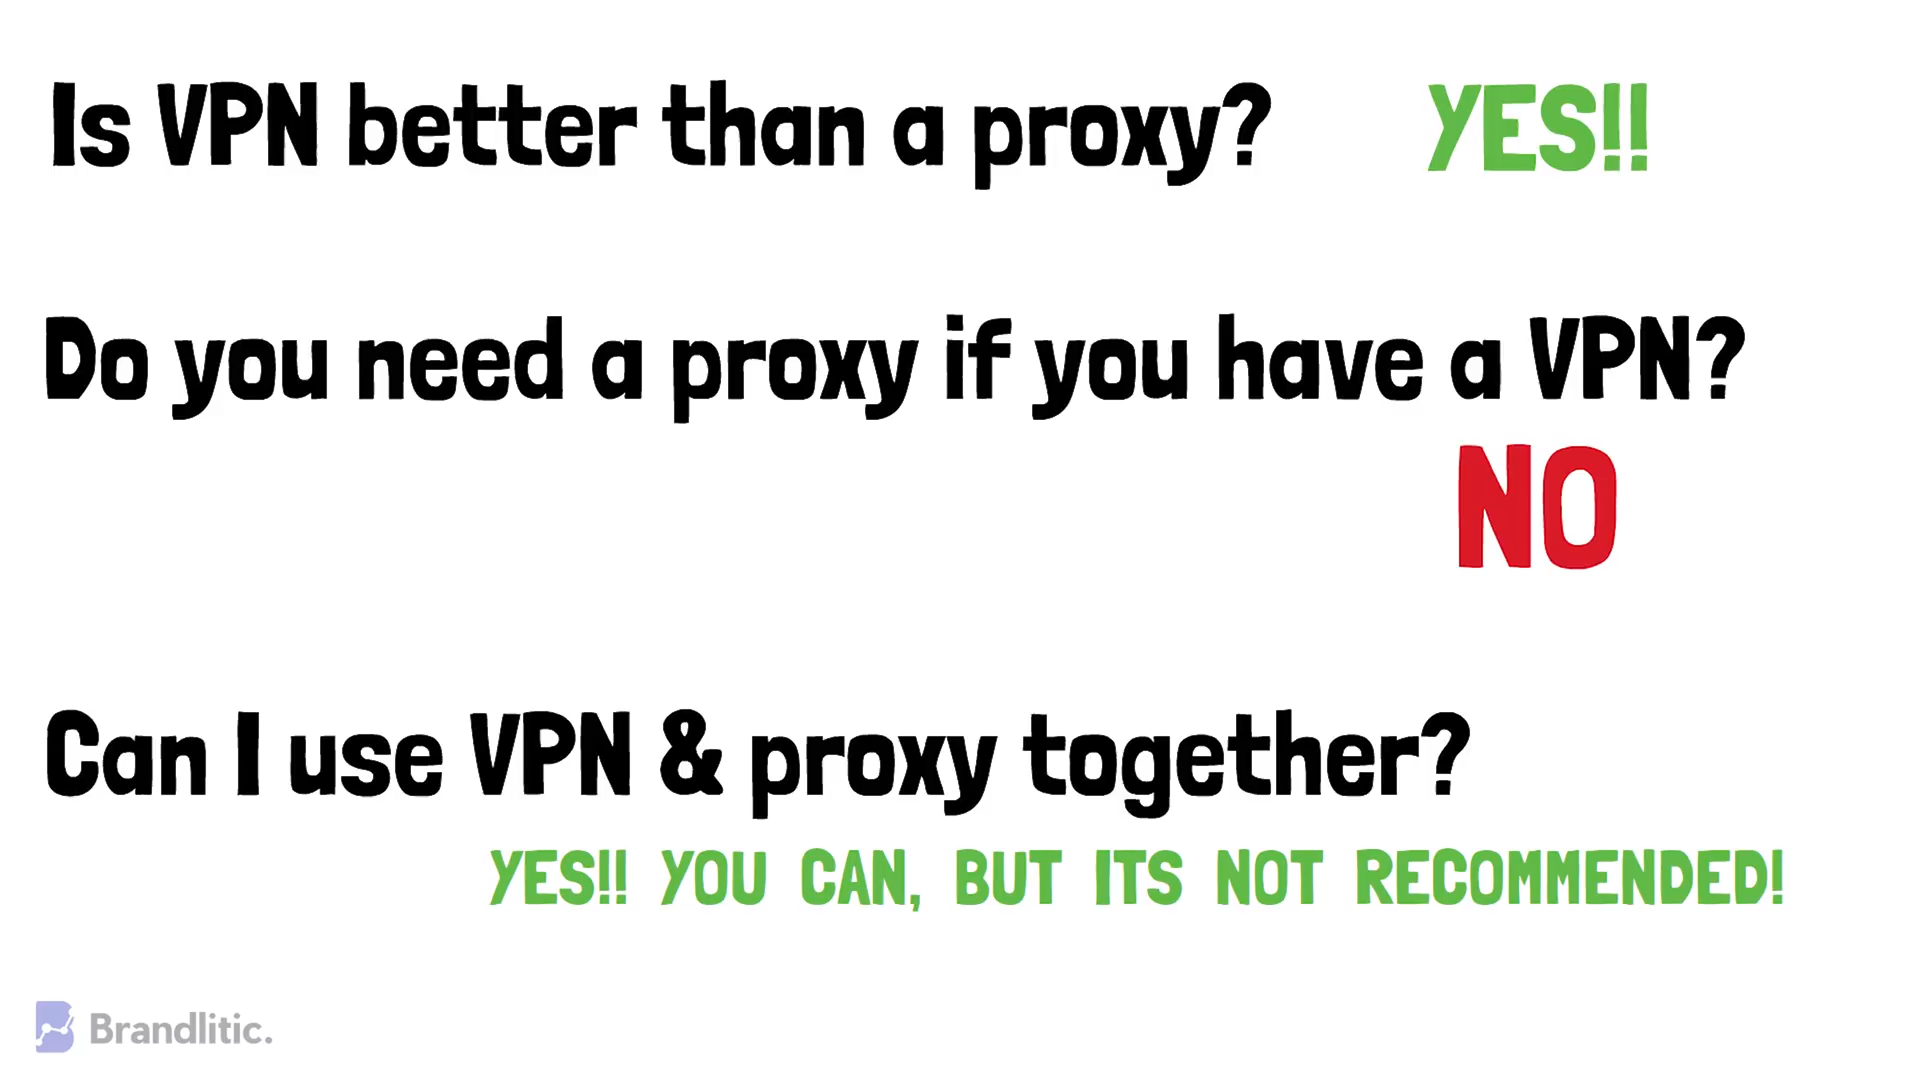 Is VPN better than a proxy? YES!!
Do you need a proxy if you have a VPN?
NO
Can I use VPN & proxy together?
YES!! YOU CAN, BUT ITS NOT RECOMMENDED!
Brandlitic.